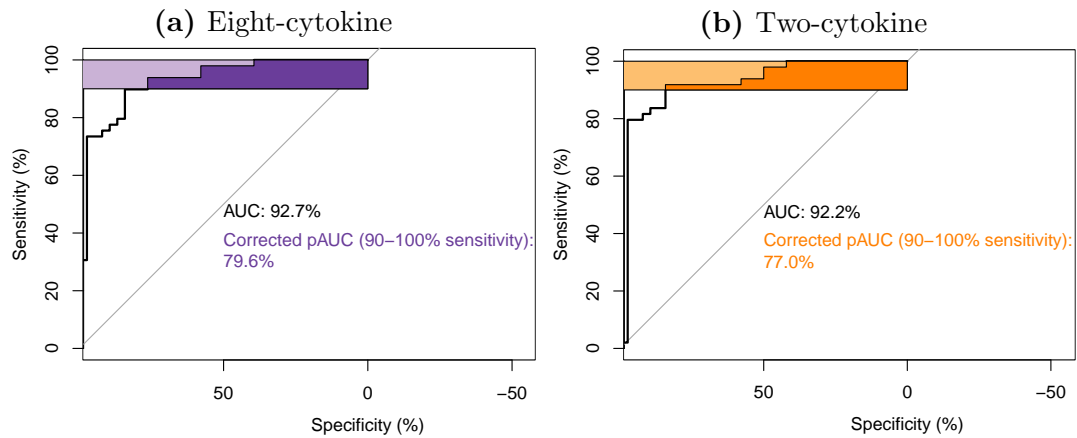 (a) Eight-cytokine
Sensitivity (%)
100
80
60
40
20
0
AUC: 92.7%
Corrected pAUC (90–100% sensitivity):
79.6%
50
0
−50
Specificity (%)
(b) Two-cytokine
Sensitivity (%)
100
80
60
40
20
0
AUC: 92.2%
Corrected pAUC (90–100% sensitivity):
77.0%
50
0
−50
Specificity (%)